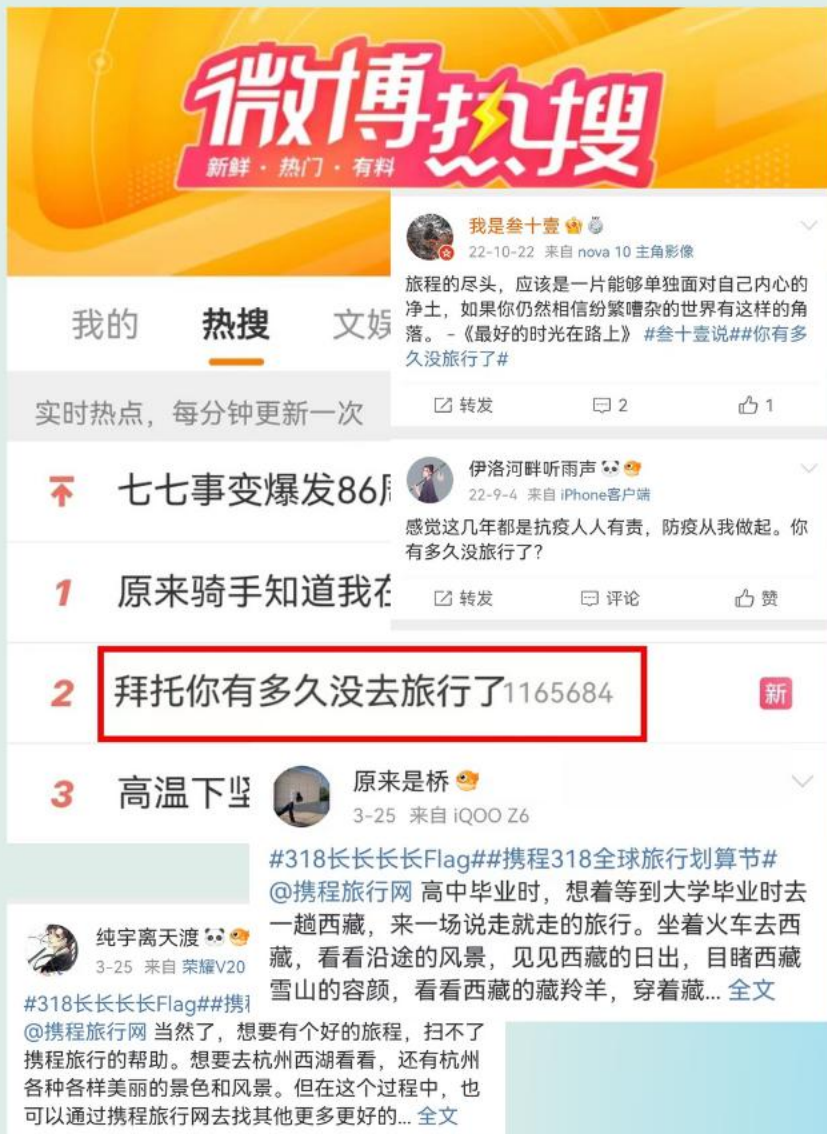 微博热搜
新鲜·热门·有料
我的 热搜 文娱
实时热点，每分钟更新一次
七七事变爆发86
1 原来骑手知道我在
2 拜托你有多久没去旅行了1165684 新
3 高温下坚
我是叁十壹
22-10-22 来自 nova 10 主角影像
旅程的尽头，应该是一片能够单独面对自己内心的
净土，如果你仍然相信纷繁嘈杂的世界有这样的角
落。-《最好的时光在路上》 #叁十壹说##你有多
久没旅行了#
转发 2 1
伊洛河畔听雨声
22-9-4 来自 iPhone客户端
感觉这几年都是抗疫人人有责，防疫从我做起。你
有多久没旅行了？
转发 评论 赞
原来是桥
3-25 来自 iQOO Z6
#318长长长长Flag##携程318全球旅行划算节#
@携程旅行网 高中毕业时，想着等到大学毕业时去
一趟西藏，来一场说走就走的旅行。坐着火车去西
藏，看看沿途的风景，见见西藏的日出，目睹西藏
雪山的容颜，看看西藏的藏羚羊，穿着藏... 全文
纯宇离天渡
3-25 来自 荣耀V20
#318长长长长Flag##携
@携程旅行网 当然了，想要有个好的旅程，扫不了
携程旅行的帮助。想要去杭州西湖看看，还有杭州
各种各样美丽的景色和风景。但在这个过程中，也
可以通过携程旅行网去找其他更多更好的... 全文